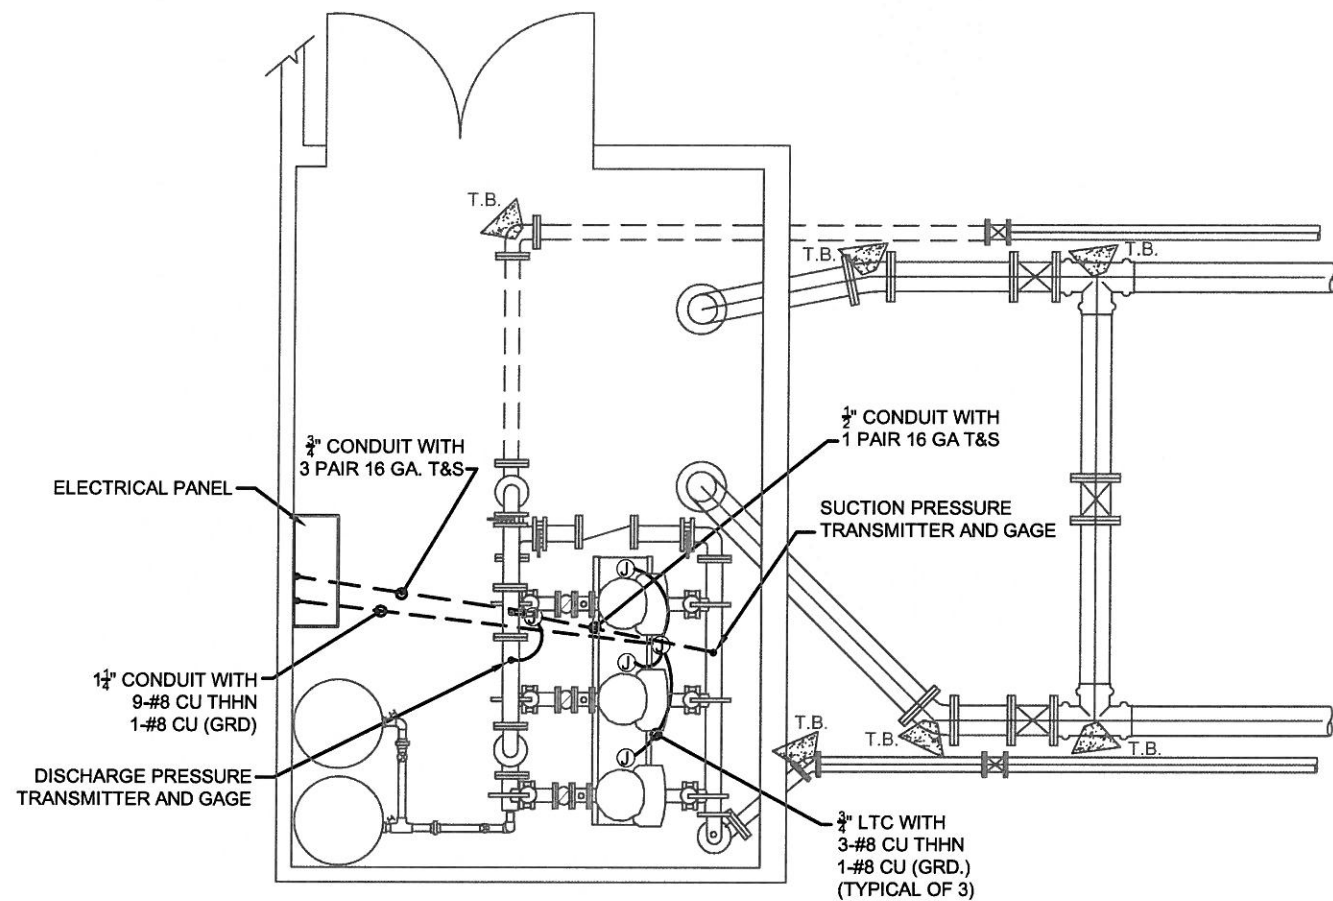 T.B.
T.B.
T.B.
¾" CONDUIT WITH
3 PAIR 16 GA. T&S
½" CONDUIT WITH
1 PAIR 16 GA T&S
ELECTRICAL PANEL
SUCTION PRESSURE
TRANSMITTER AND GAGE
J
J
J
J
J
1¼" CONDUIT WITH
9-#8 CU THHN
1-#8 CU (GRD)
T.B.
T.B.
T.B.
DISCHARGE PRESSURE
TRANSMITTER AND GAGE
¾" LTC WITH
3-#8 CU THHN
1-#8 CU (GRD.)
(TYPICAL OF 3)